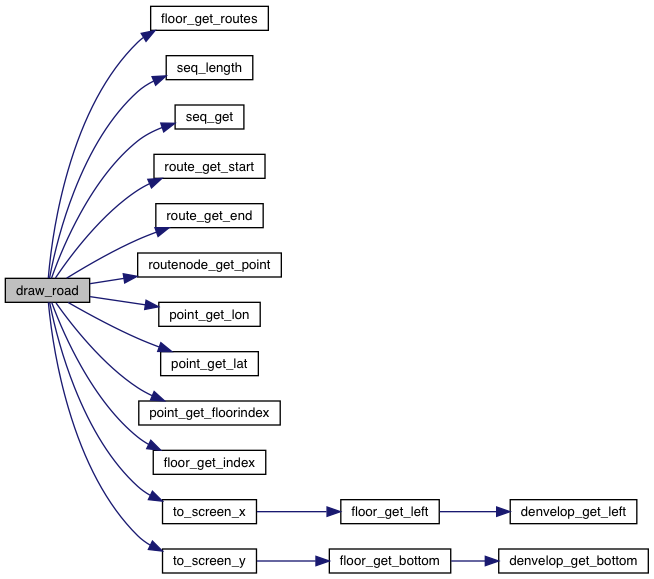 floor_get_routes
seq_length
seq_get
route_get_start
route_get_end
routenode_get_point
draw_road
point_get_lon
point_get_lat
point_get_floorindex
floor_get_index
to_screen_x floor_get_left denvelop_get_left
to_screen_y floor_get_bottom denvelop_get_bottom